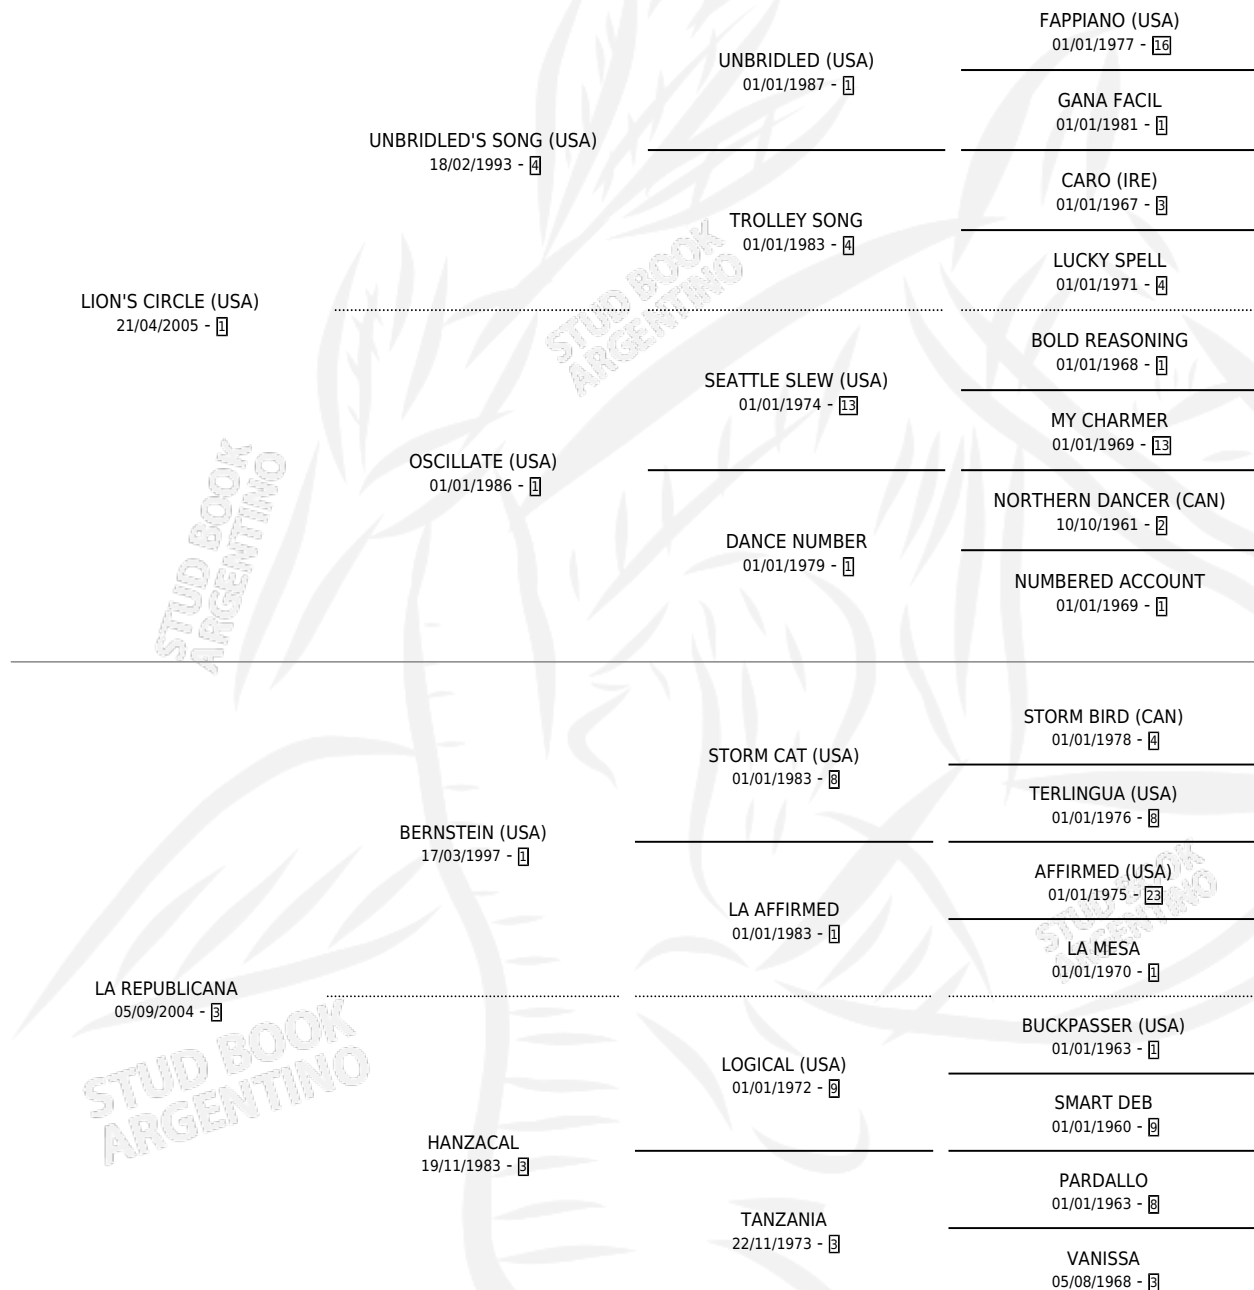 FAPPIANO (USA)
01/01/1977 - 16
UNBRIDLED (USA)
01/01/1987 - 1
GANA FACIL
01/01/1981 - 1
UNBRIDLED'S SONG (USA)
18/02/1993 - 4
CARO (IRE)
01/01/1967 - 3
TROLLEY SONG
01/01/1983 - 4
LUCKY SPELL
01/01/1971 - 4
LION'S CIRCLE (USA)
21/04/2005 - 1
BOLD REASONING
01/01/1968 - 1
SEATTLE SLEW (USA)
01/01/1974 - 13
MY CHARMER
01/01/1969 - 13
OSCILLATE (USA)
01/01/1986 - 1
NORTHERN DANCER (CAN)
10/10/1961 - 2
DANCE NUMBER
01/01/1979 - 1
NUMBERED ACCOUNT
01/01/1969 - 1
STORM BIRD (CAN)
01/01/1978 - 4
STORM CAT (USA)
01/01/1983 - 8
TERLINGUA (USA)
01/01/1976 - 8
BERNSTEIN (USA)
17/03/1997 - 1
AFFIRMED (USA)
01/01/1975 - 23
LA AFFIRMED
01/01/1983 - 1
LA MESA
01/01/1970 - 1
LA REPUBLICANA
05/09/2004 - 3
BUCKPASSER (USA)
01/01/1963 - 1
LOGICAL (USA)
01/01/1972 - 9
SMART DEB
01/01/1960 - 9
HANZACAL
19/11/1983 - 3
PARDALLO
01/01/1963 - 8
TANZANIA
22/11/1973 - 3
VANISSA
05/08/1968 - 3
STUD BOOK
ARGENTINO
STUD BOOK
ARGENTINO
STUD BOOK
ARGENTINO
STUD BOOK
ARGENTINO